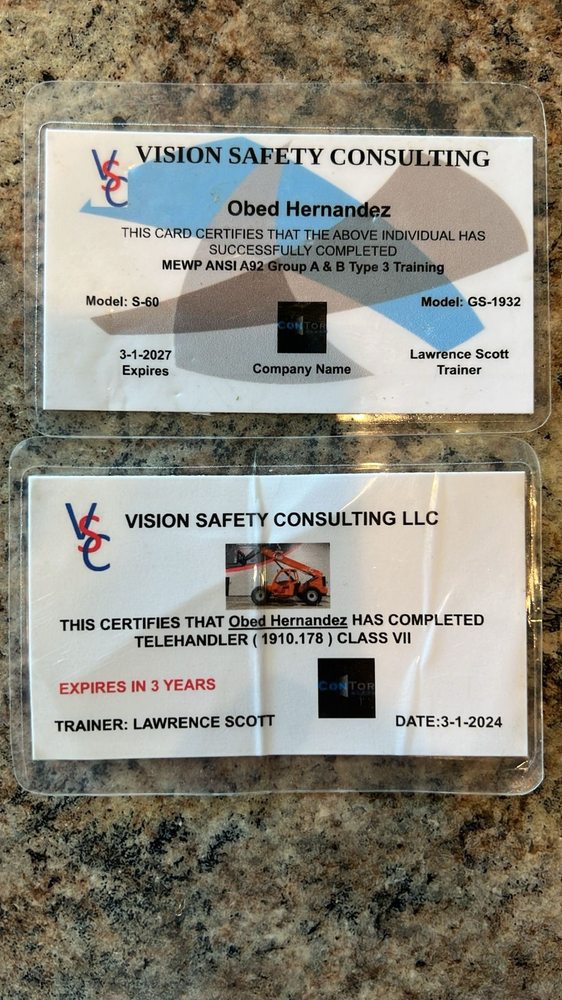 VSC
VISION SAFETY CONSULTING
Obed Hernandez
THIS CARD CERTIFIES THAT THE ABOVE INDIVIDUAL HAS
SUCCESSFULLY COMPLETED
MEWP ANSI A92 Group A & B Type 3 Training
Model: S-60
Model: GS-1932
CONTOR
3-1-2027
Expires
Company Name
Lawrence Scott
Trainer
VSC
VISION SAFETY CONSULTING LLC
THIS CERTIFIES THAT Obed Hernandez HAS COMPLETED
TELEHANDLER ( 1910.178 ) CLASS VII
EXPIRES IN 3 YEARS
CONTOR
TRAINER: LAWRENCE SCOTT
DATE:3-1-2024